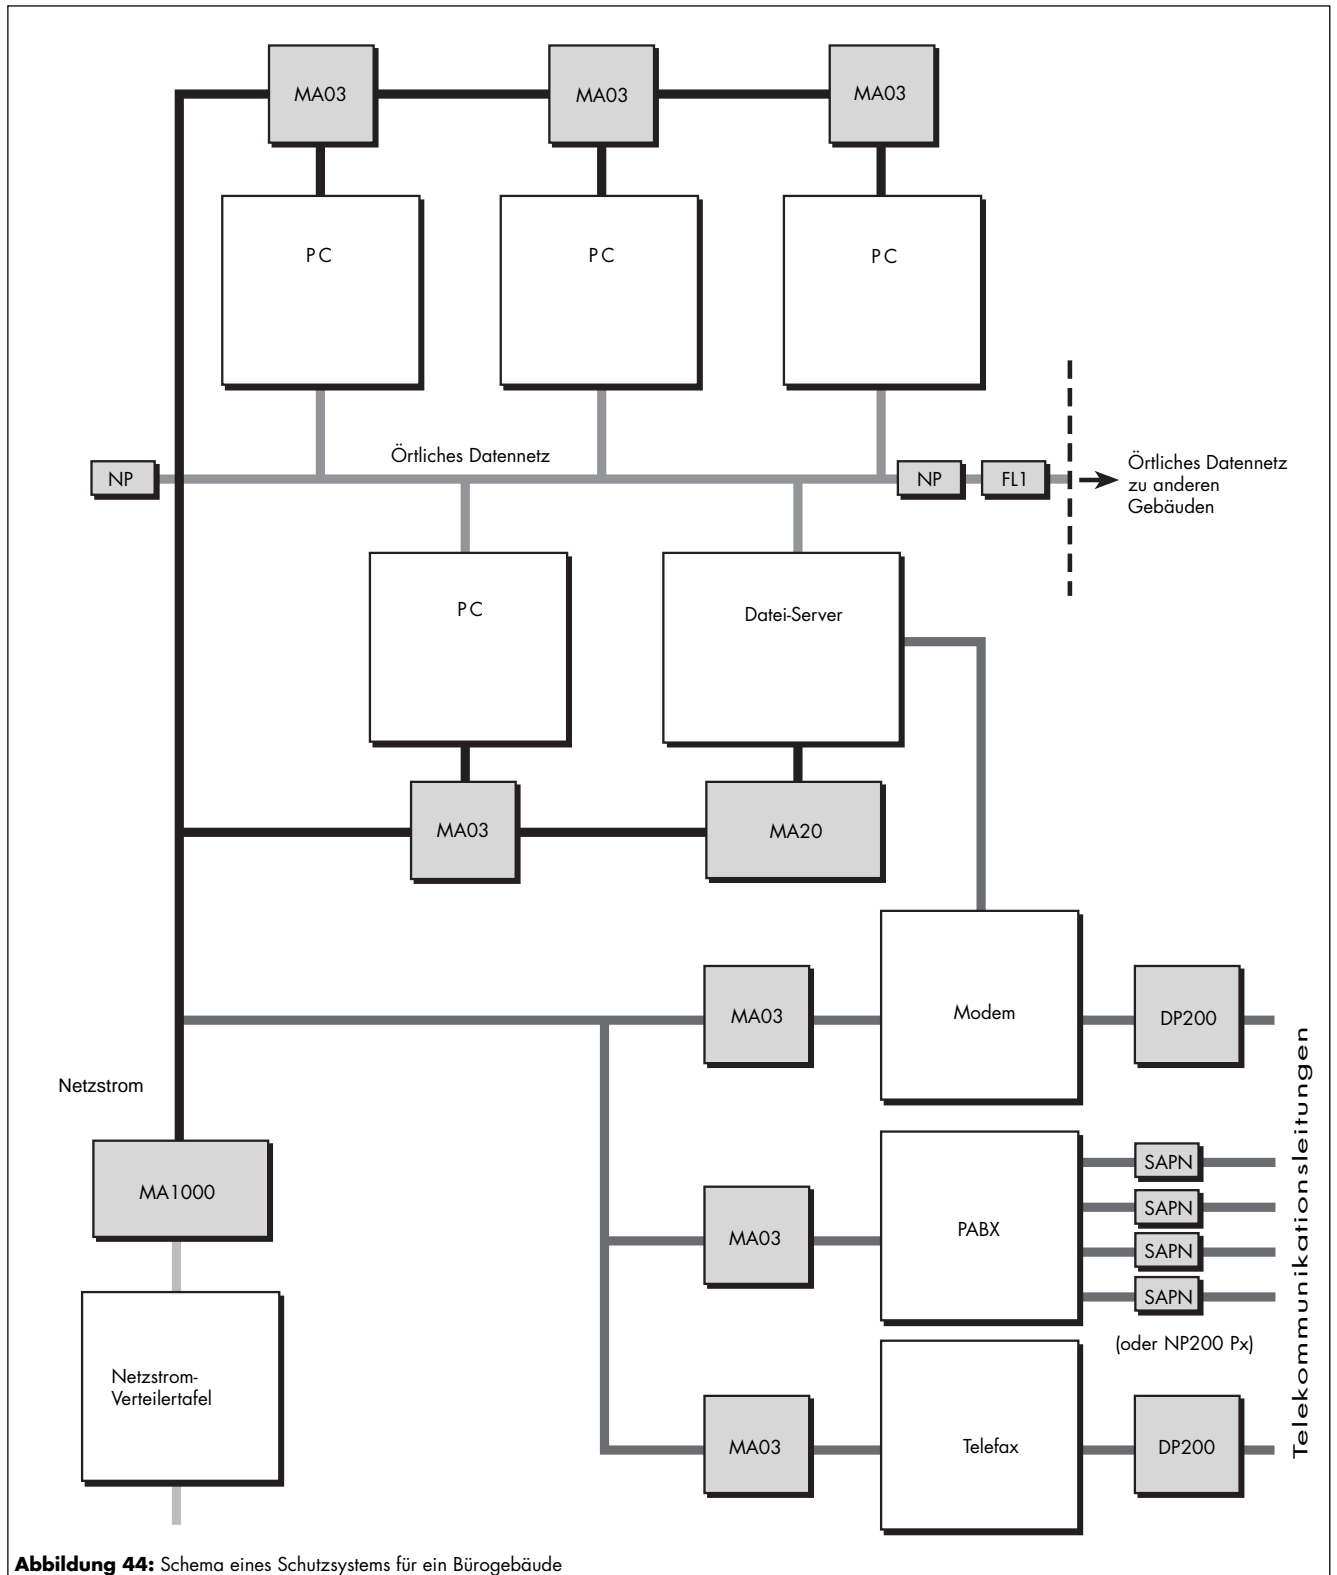 MA03
MA03
MA03
PC
PC
PC
Örtliches Datennetz
NP
NP
FL1
Örtliches Datennetz
zu anderen
Gebäuden
PC
Datei-Server
MA03
MA20
MA03
Modem
DP200
Netzstrom
MA1000
MA03
PABX
SAPN
SAPN
SAPN
SAPN
(oder NP200 Px)
Telekommunikationsleitungen
Netzstrom-
Verteilertafel
MA03
Telefax
DP200
Abbildung 44: Schema eines Schutzsystems für ein Bürogebäude